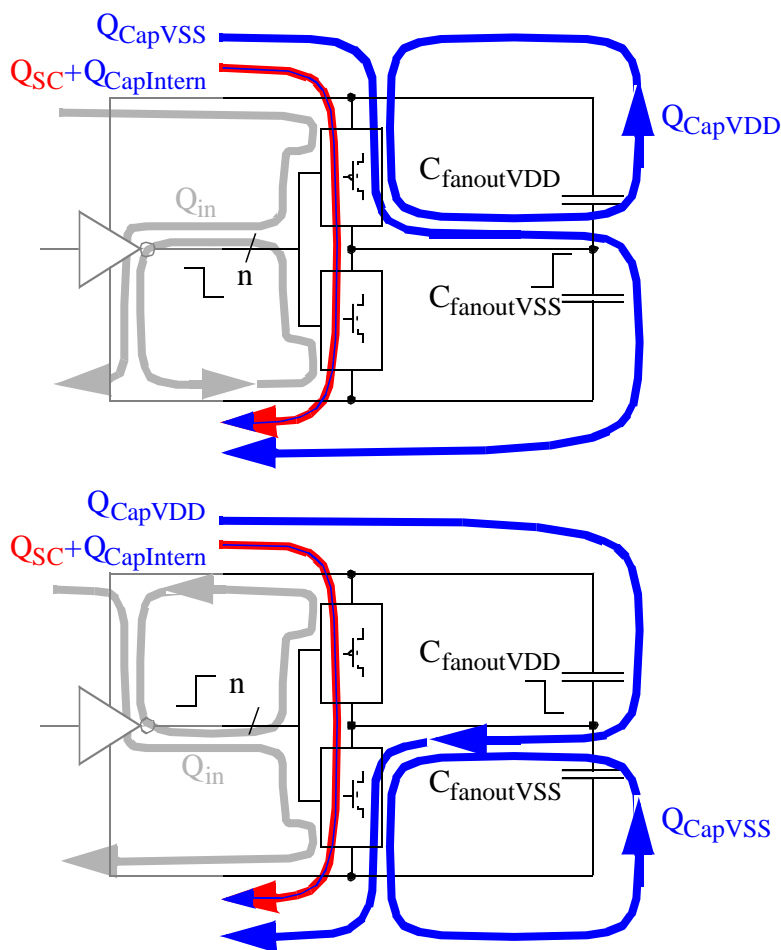 QCapVSS
QSC+QCapIntern
QCapVDD
CfanoutVDD
Qin
n
CfanoutVSS
QCapVDD
QSC+QCapIntern
CfanoutVDD
n
Qin
CfanoutVSS
QCapVSS